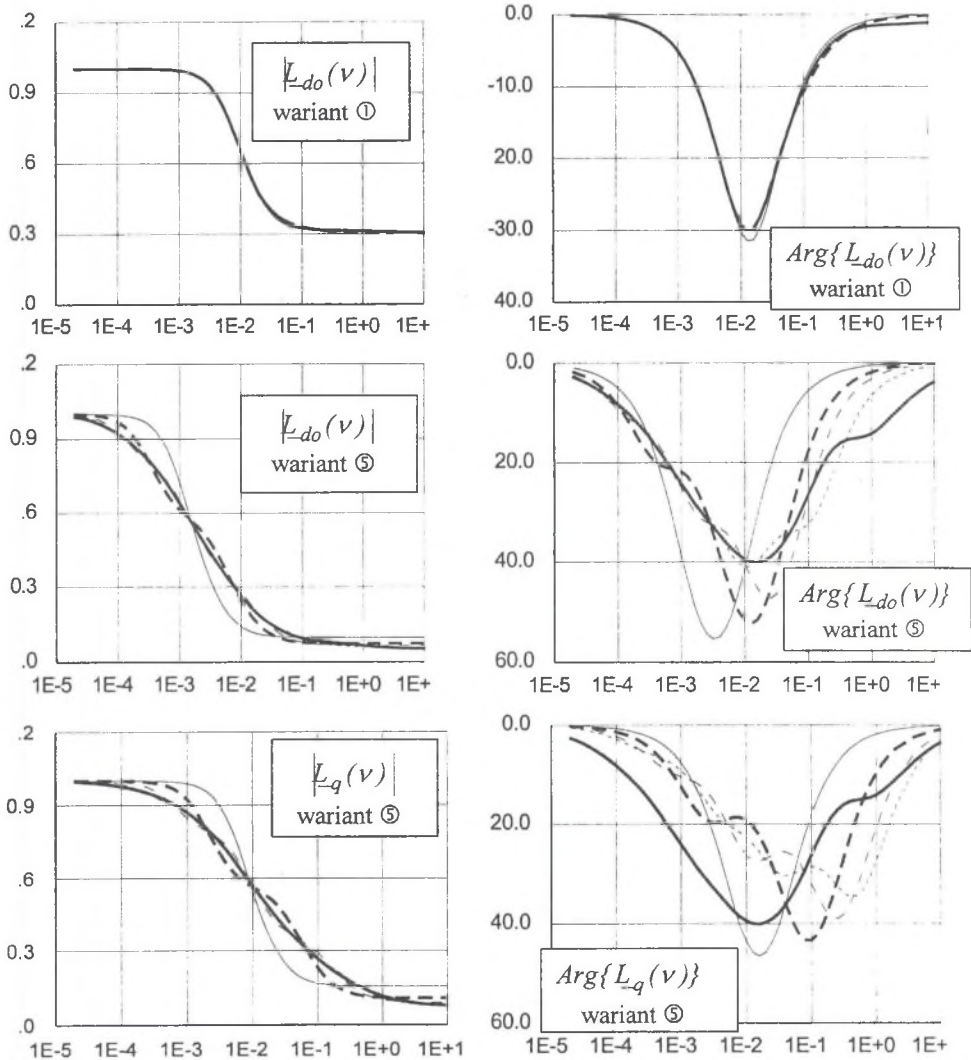 .2
0.9
.6
0.3
.0
1E-5 1E-4 1E-3 1E-2 1E-1 1E+0 1E+
|L_do(ν)|
wariant ①
0.0
-10.0
20.0
-30.0
40.0
1E-5 1E-4 1E-3 1E-2 1E-1 1E+0 1E+1
Arg{L_do(ν)}
wariant ①
.2
0.9
.6
0.3
.0
1E-5 1E-4 1E-3 1E-2 1E-1 1E+0 1E+
|L_do(ν)|
wariant ⑤
0.0
20.0
40.0
60.0
1E-5 1E-4 1E-3 1E-2 1E-1 1E+0 1E+
Arg{L_do(ν)}
wariant ⑤
.2
0.9
.6
0.3
.0
1E-5 1E-4 1E-3 1E-2 1E-1 1E+0 1E+1
|L_q(ν)|
wariant ⑤
0.0
20.0
40.0
60.0
1E-5 1E-4 1E-3 1E-2 1E-1 1E+0 1E+
Arg{L_q(ν)}
wariant ⑤